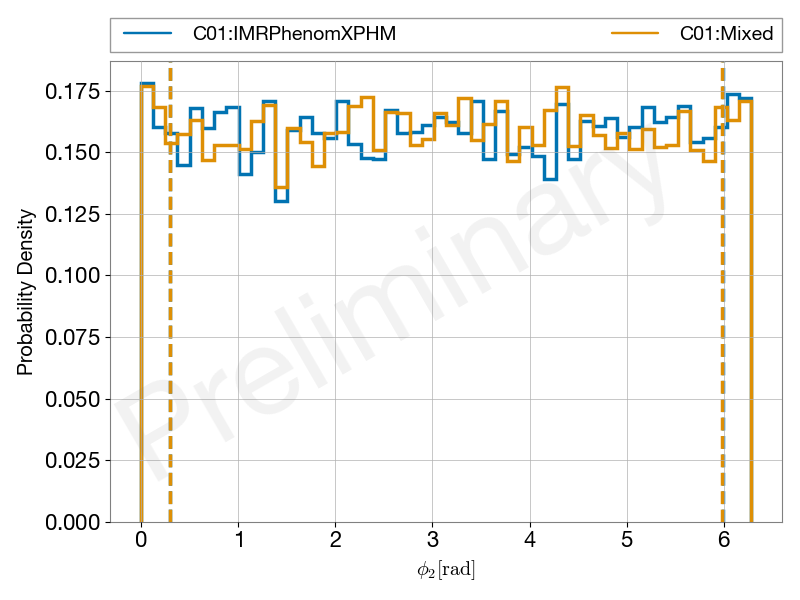 C01:IMRPhenomXPHM C01:Mixed
0.175
0.150
0.125
0.100
0.075
0.050
0.025
0.000
Probability Density
Preliminary
0 1 2 3 4 5 6
ϕ₂[rad]